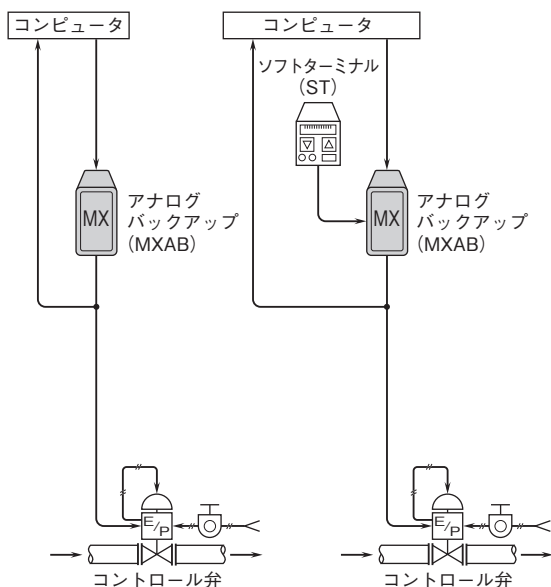 コンピュータ
MX
アナログ
バックアップ
(MXAB)
E/P
コントロール弁
コンピュータ
ソフトターミナル
(ST)
MX
アナログ
バックアップ
(MXAB)
E/P
コントロール弁